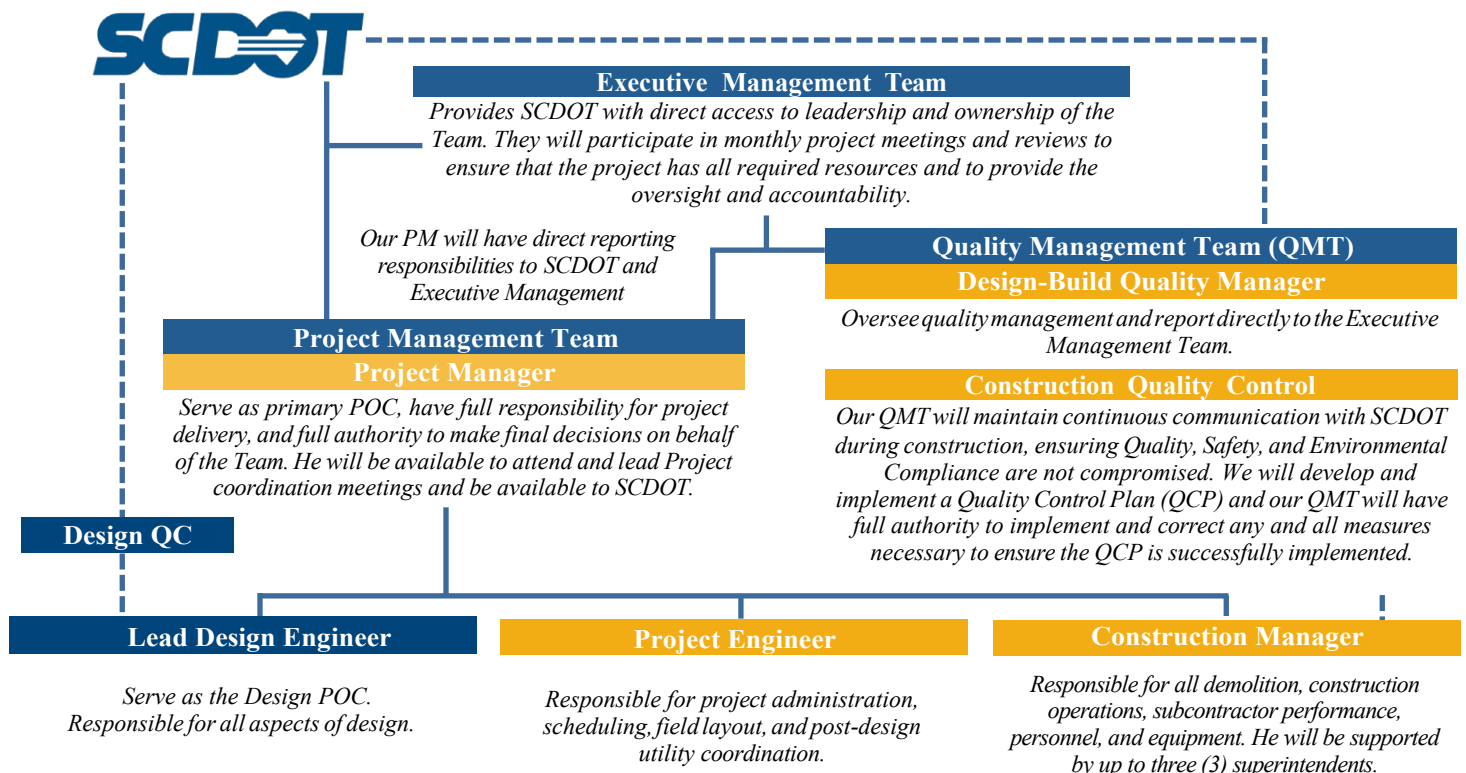 SCDOT
Executive Management Team
Provides SCDOT with direct access to leadership and ownership of the
Team. They will participate in monthly project meetings and reviews to
ensure that the project has all required resources and to provide the
oversight and accountability.
Our PM will have direct reporting
responsibilities to SCDOT and
Executive Management
Quality Management Team (QMT)
Design-Build Quality Manager
Oversee quality management and report directly to the Executive
Management Team.
Project Management Team
Project Manager
Serve as primary POC, have full responsibility for project
delivery, and full authority to make final decisions on behalf
of the Team. He will be available to attend and lead Project
coordination meetings and be available to SCDOT.
Construction Quality Control
Our QMT will maintain continuous communication with SCDOT
during construction, ensuring Quality, Safety, and Environmental
Compliance are not compromised. We will develop and
implement a Quality Control Plan (QCP) and our QMT will have
full authority to implement and correct any and all measures
necessary to ensure the QCP is successfully implemented.
Design QC
Lead Design Engineer
Serve as the Design POC.
Responsible for all aspects of design.
Project Engineer
Responsible for project administration,
scheduling, field layout, and post-design
utility coordination.
Construction Manager
Responsible for all demolition, construction
operations, subcontractor performance,
personnel, and equipment. He will be supported
by up to three (3) superintendents.